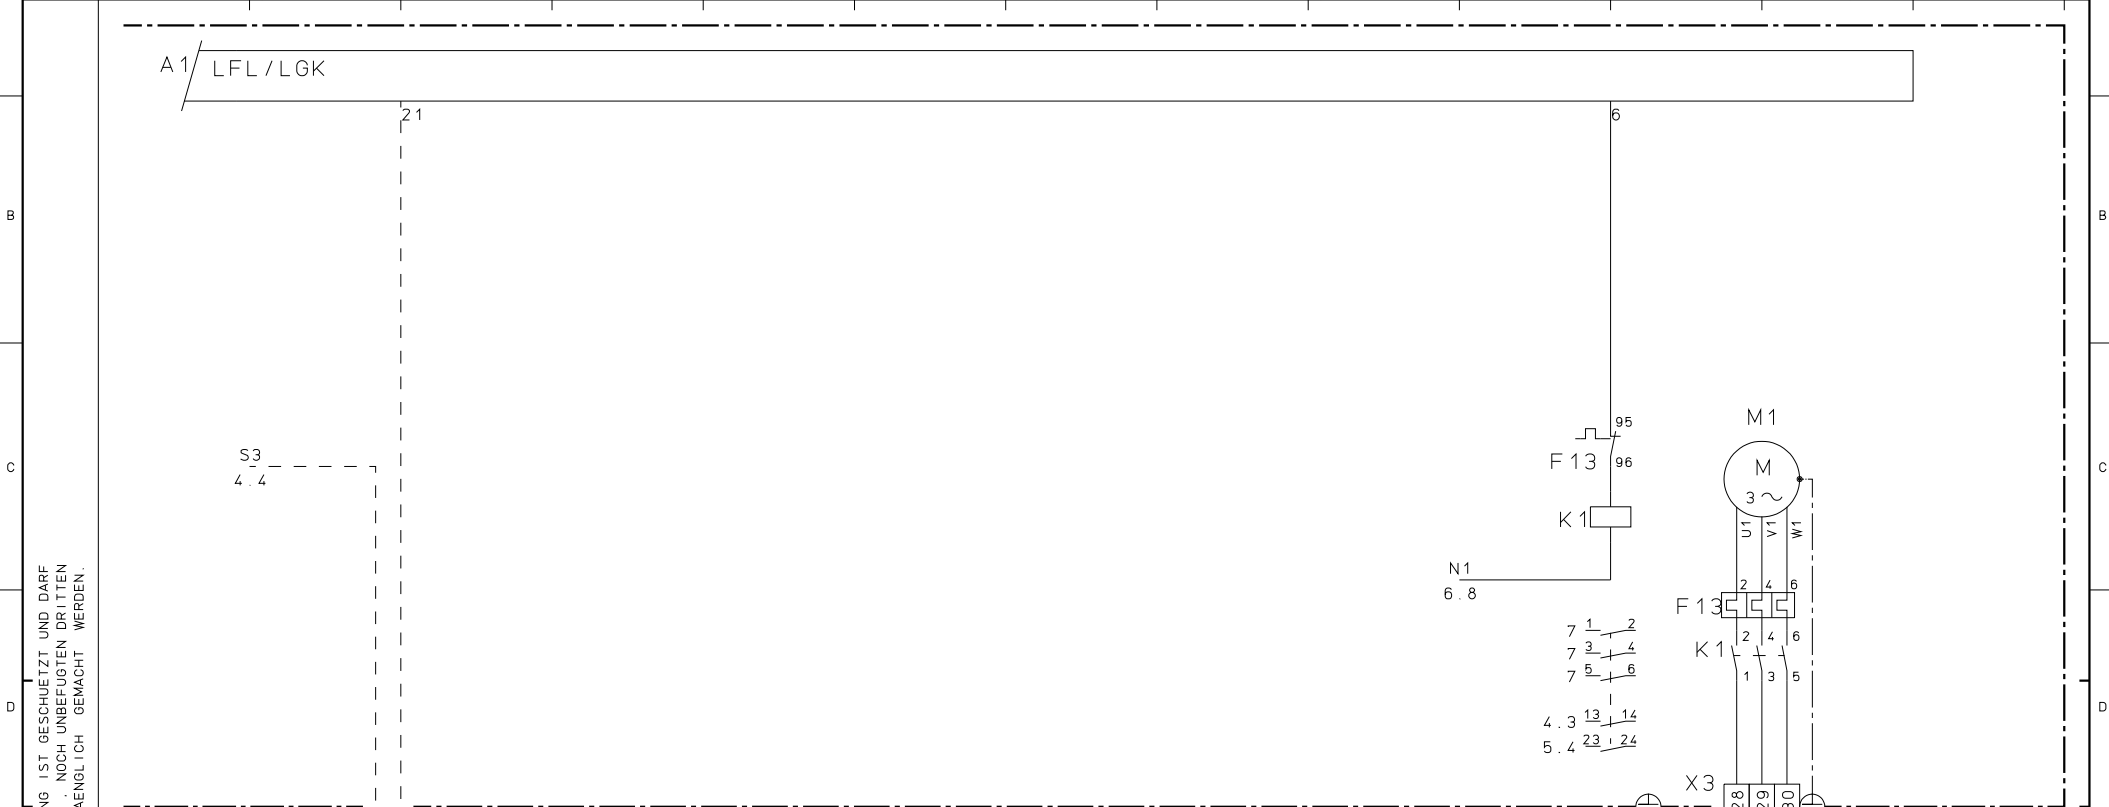 A1
LFL/LGK
21
6
B
B
95
M1
F13
96
S3
4.4
C
M
C
3
K1
U1
V1
W1
N1
6.8
2 4 6
F13
7 1 2
7 3 4
7 5 6
2 4 6
K1
1 3 5
D
D
4.3 13 14
5.4 23 24
X3
28
29
30
IST GESCHUETZT UND DARF
NOCH UNBEFUGTEN DRITTEN
GEMACHT WERDEN.